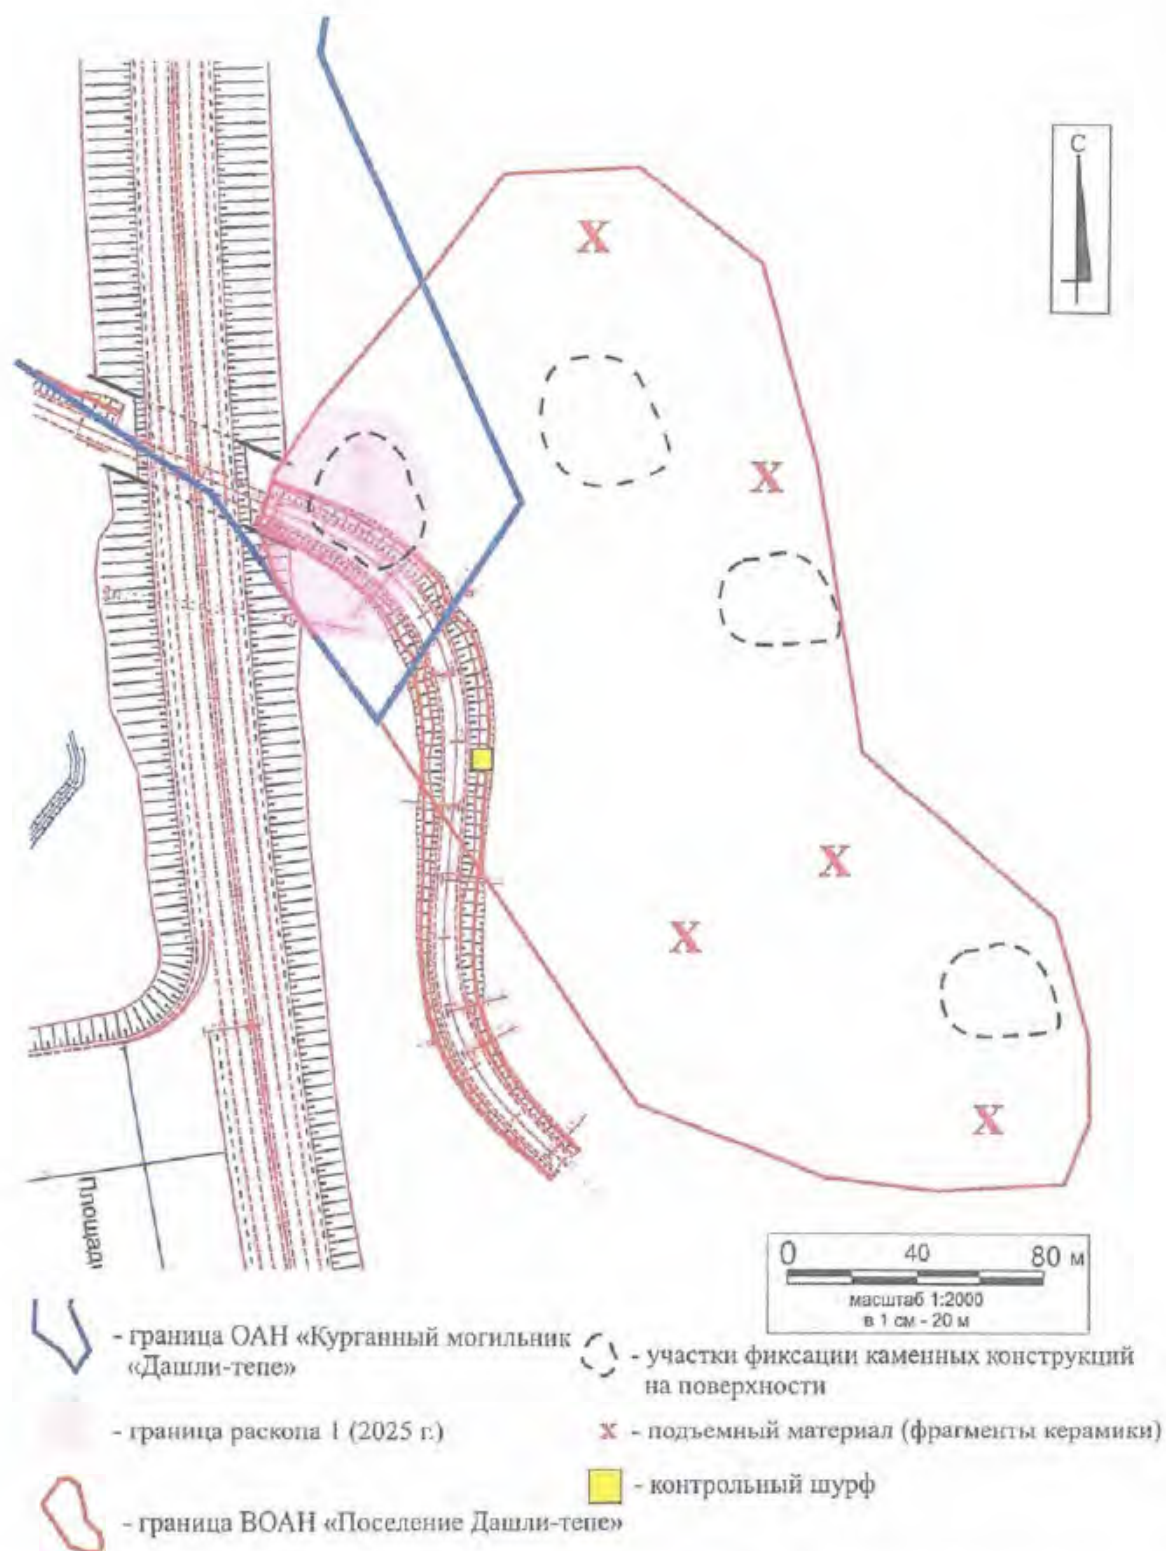 С
Площади
0 40 80 м
масштаб 1:2000
в 1 см - 20 м
- граница ОАН «Курганный могильник
«Дашли-тепе»
- участки фиксации каменных конструкций
на поверхности
- граница раскопа 1 (2025 г.)
х - подъемный материал (фрагменты керамики)
- контрольный шурф
- граница ВОАН «Поселение Дашли-тепе»